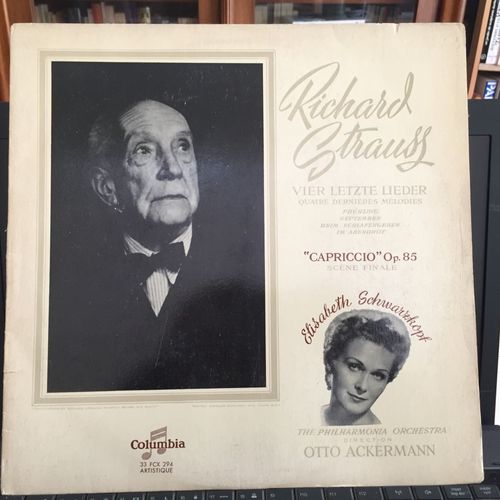 Richard
Strauss
VIER LETZTE LIEDER
QUATRE DERNIÈRES MELODIES
FRÜHLING
SEPTEMBER
BEIM SCHLAFENGEHEN
IM ABENDROT
"CAPRICCIO" Op. 85
SCÈNE FINALE
Elisabeth Schwarzkopf
THE PHILHARMONIA ORCHESTRA
DIRECTION
OTTO ACKERMANN
Columbia
33 FCX 294
ARTISTIQUE